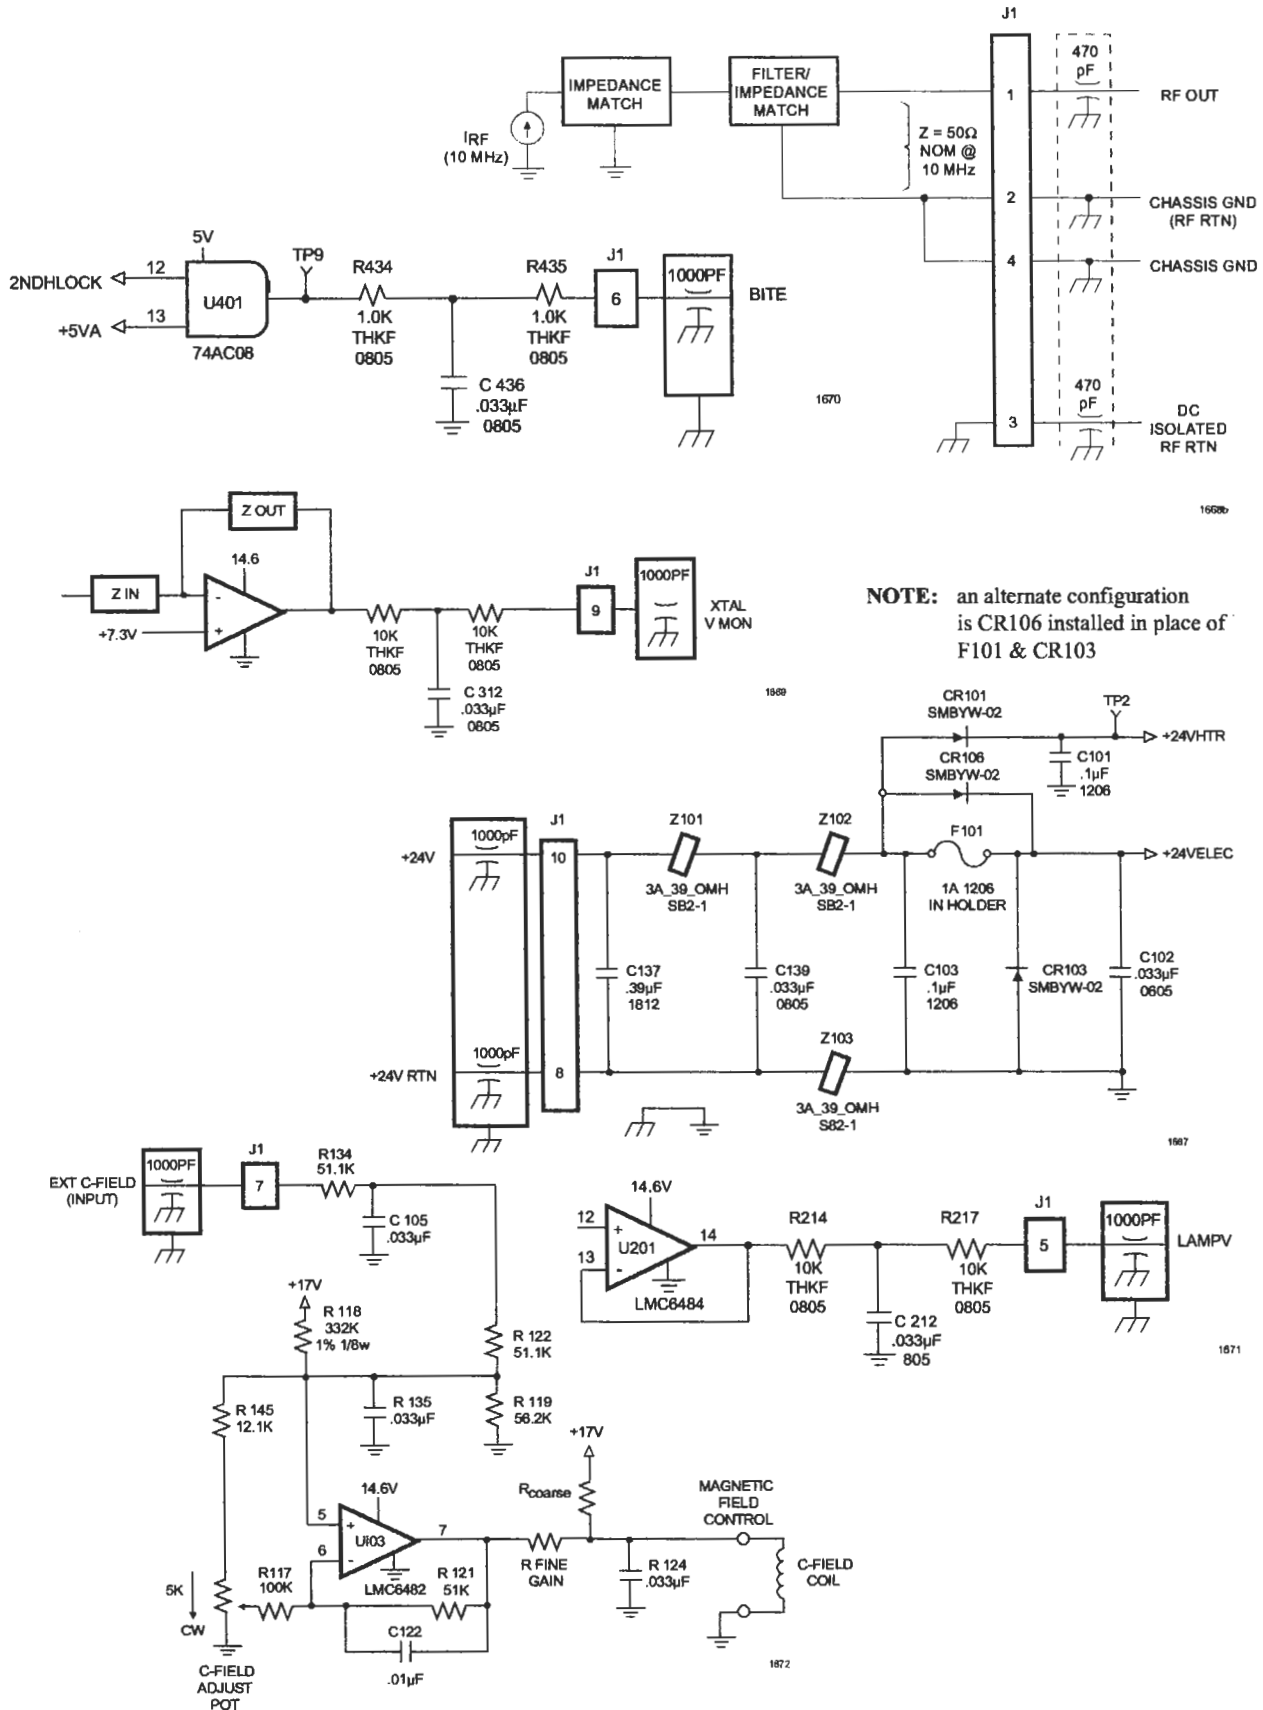 J1
470
pF
IMPEDANCE
MATCH
FILTER/
IMPEDANCE
MATCH
1
RF OUT
IRF
(10 MHz)
Z = 50Ω
NOM @
10 MHz
2
CHASSIS GND
(RF RTN)
4
CHASSIS GND
470
pF
3
DC
ISOLATED
RF RTN
1668b
5V
2NDHLOCK
12
+5VA
13
U401
74AC08
TP9
R434
1.0K
THKF
0805
C 436
.033µF
0805
R435
1.0K
THKF
0805
J1
6
1000PF
BITE
1670
Z OUT
14.6
Z IN
-
+7.3V
+
10K
THKF
0805
10K
THKF
0805
C 312
.033µF
0805
J1
9
1000PF
XTAL
V MON
1669
NOTE: an alternate configuration
is CR106 installed in place of
F101 & CR103
CR101
SMBYW-02
TP2
+24VHTR
C101
.1µF
1206
CR106
SMBYW-02
J1
1000pF
+24V
10
Z101
3A_39_OMH
SB2-1
Z102
3A_39_OMH
SB2-1
F101
1A 1206
IN HOLDER
+24VELEC
C137
.39µF
1812
C139
.033µF
0805
C103
.1µF
1206
CR103
SMBYW-02
C102
.033µF
0605
1000pF
+24V RTN
8
Z103
3A_39_OMH
S82-1
1667
EXT C-FIELD
(INPUT)
1000PF
J1
7
R134
51.1K
C 105
.033µF
+17V
R 118
332K
1% 1/8w
R 122
51.1K
R 145
12.1K
R 135
.033µF
R 119
56.2K
14.6V
5
+
6
-
Ui03
7
LMC6482
R117
100K
R 121
51K
C122
.01µF
5K
CW
C-FIELD
ADJUST
POT
+17V
Rcoarse
R FINE
GAIN
R 124
.033µF
MAGNETIC
FIELD
CONTROL
C-FIELD
COIL
1672
14.6V
12
+
13
-
U201
14
LMC6484
R214
10K
THKF
0805
C 212
.033µF
805
R217
10K
THKF
0805
J1
5
1000PF
LAMPV
1671